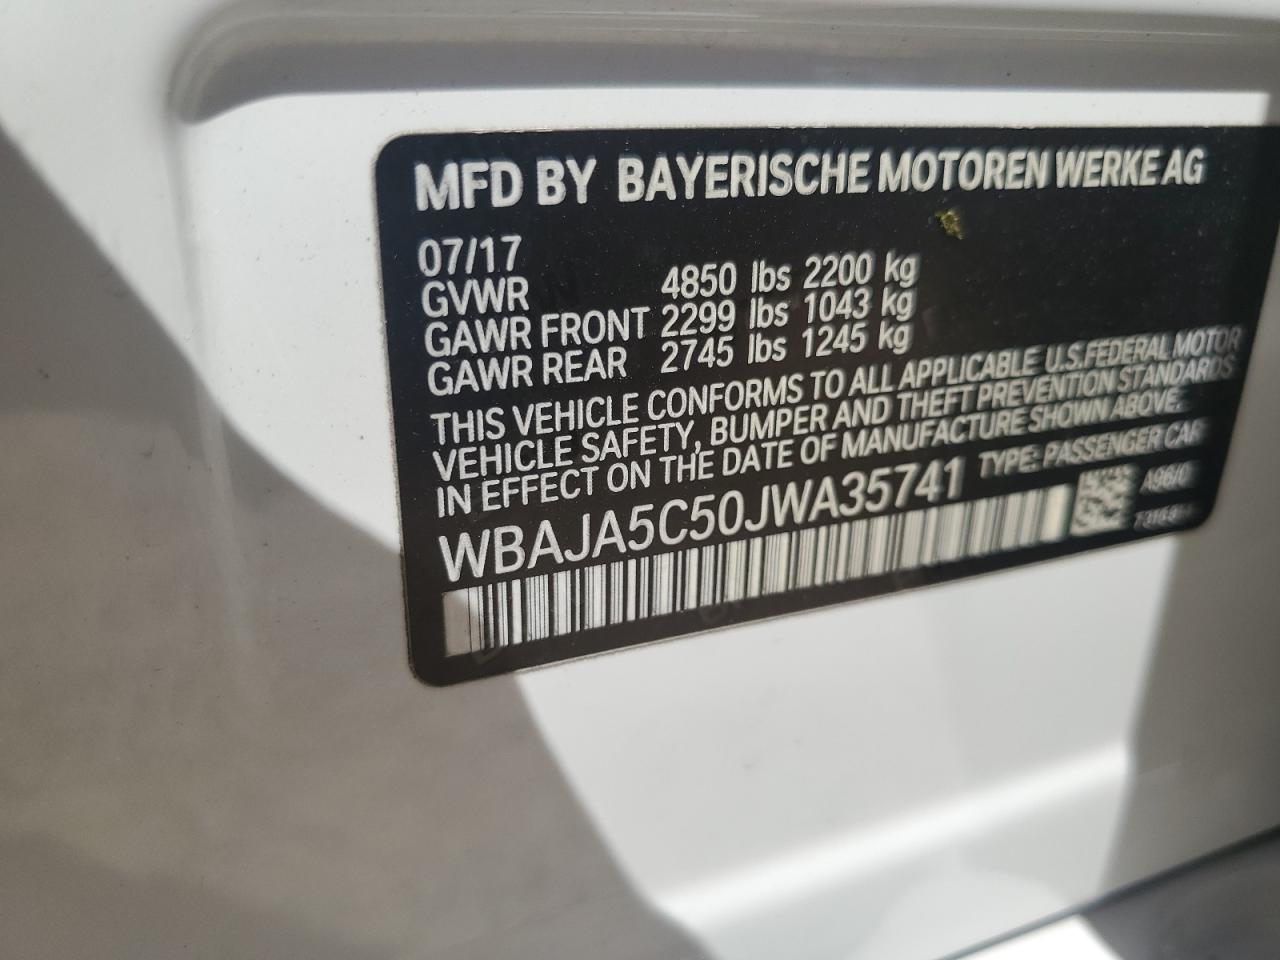 MFD BY BAYERISCHE MOTOREN WERKE AG
07/17
GVWR 4850 lbs 2200 kg
GAWR FRONT 2299 lbs 1043 kg
GAWR REAR 2745 lbs 1245 kg
THIS VEHICLE CONFORMS TO ALL APPLICABLE U.S.FEDERAL MOTOR
VEHICLE SAFETY, BUMPER AND THEFT PREVENTION STANDARDS
IN EFFECT ON THE DATE OF MANUFACTURE SHOWN ABOVE.
WBAJA5C50JWA35741 TYPE: PASSENGER CAR